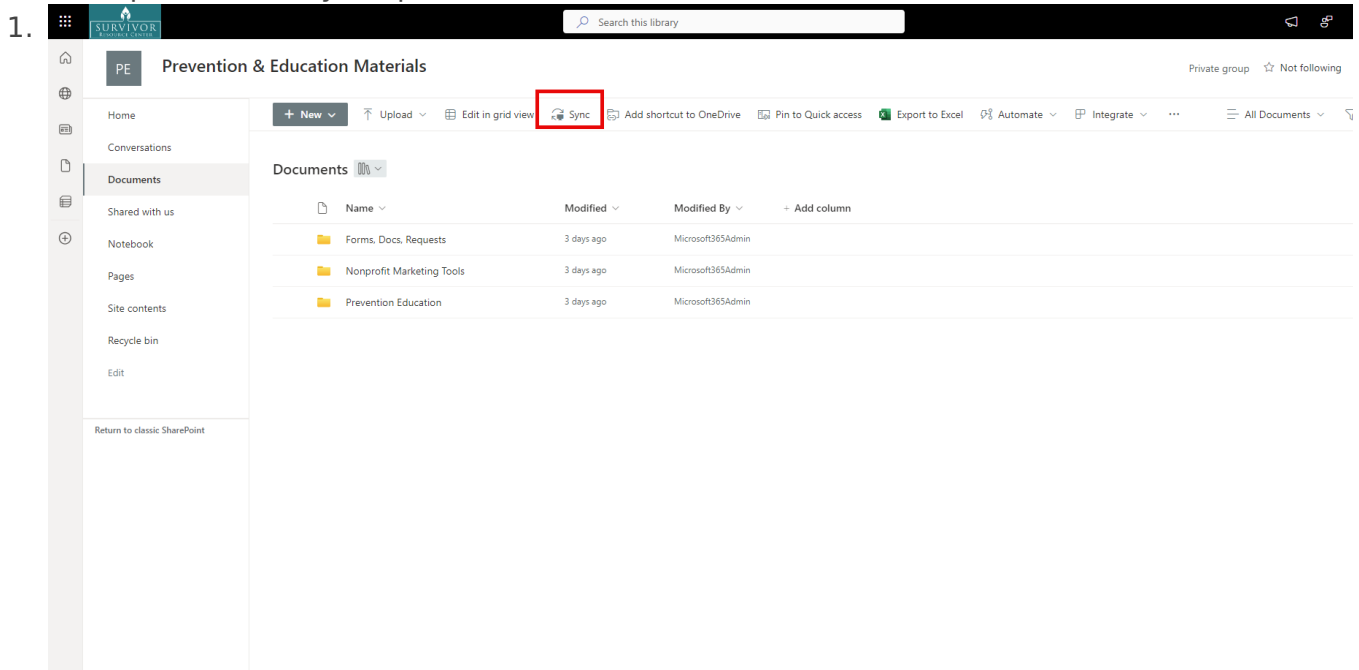 1.
SURVIVOR
RESOURCE CENTER
Search this library
PE
Prevention & Education Materials
Private group
Not following
Home
Conversations
Documents
Shared with us
Notebook
Pages
Site contents
Recycle bin
Edit
Return to classic SharePoint
+ New Upload Edit in grid view Sync Add shortcut to OneDrive Pin to Quick access Export to Excel Automate Integrate ... All Documents
Documents
Name Modified Modified By + Add column
Forms, Docs, Requests 3 days ago Microsoft365Admin
Nonprofit Marketing Tools 3 days ago Microsoft365Admin
Prevention Education 3 days ago Microsoft365Admin